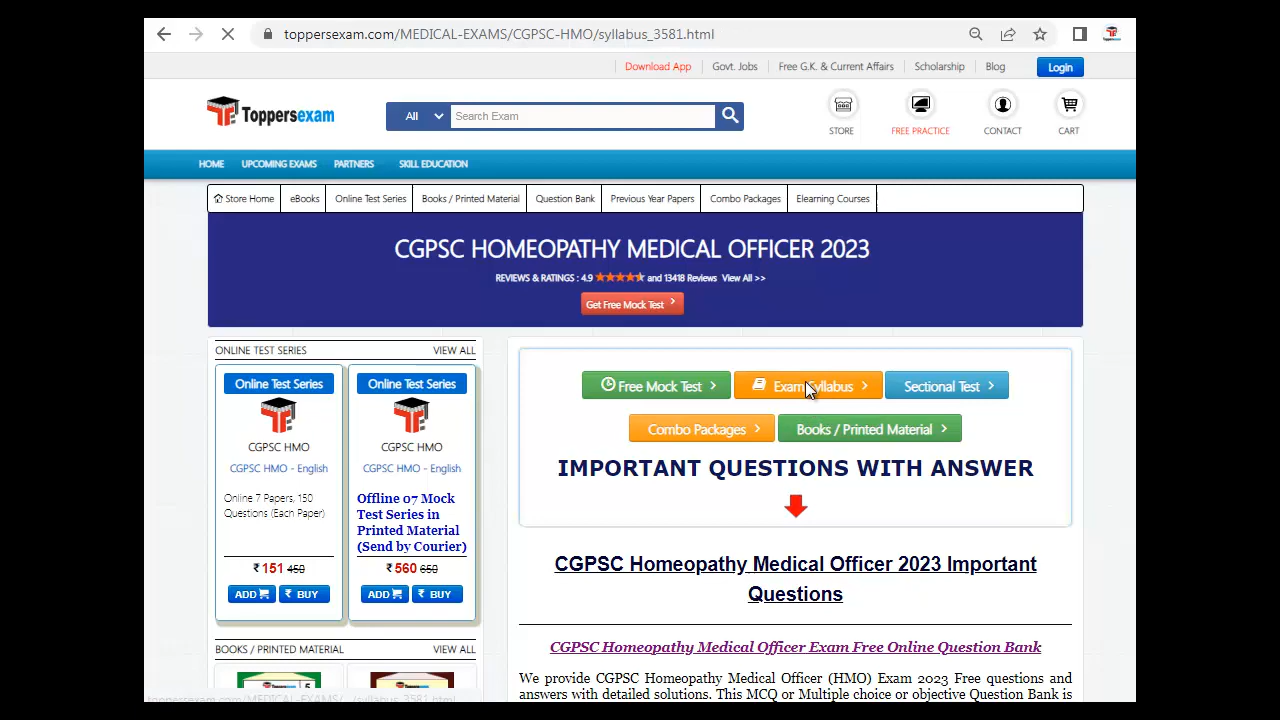 toppersexam.com/MEDICAL-EXAMS/CGPSC-HMO/syllabus_3581.html
Download App Govt. Jobs Free G.K. & Current Affairs Scholarship Blog Login
Toppersexam All Search Exam
STORE FREE PRACTICE CONTACT CART
HOME UPCOMING EXAMS PARTNERS SKILL EDUCATION
Store Home eBooks Online Test Series Books / Printed Material Question Bank Previous Year Papers Combo Packages Elearning Courses
CGPSC HOMEOPATHY MEDICAL OFFICER 2023
REVIEWS & RATINGS : 4.9 and 13418 Reviews View All >>
Get Free Mock Test
ONLINE TEST SERIES VIEW ALL
Online Test Series
CGPSC HMO
CGPSC HMO - English
Online 7 Papers, 150
Questions (Each Paper)
₹ 151 450
ADD ₹ BUY
Online Test Series
CGPSC HMO
CGPSC HMO - English
Offline 07 Mock
Test Series in
Printed Material
(Send by Courier)
₹ 560 650
ADD ₹ BUY
BOOKS / PRINTED MATERIAL VIEW ALL
Free Mock Test Exam Syllabus Sectional Test
Combo Packages Books / Printed Material
IMPORTANT QUESTIONS WITH ANSWER
CGPSC Homeopathy Medical Officer 2023 Important
Questions
CGPSC Homeopathy Medical Officer Exam Free Online Question Bank
We provide CGPSC Homeopathy Medical Officer (HMO) Exam 2023 Free questions and
answers with detailed solutions. This MCQ or Multiple choice or objective Question Bank is